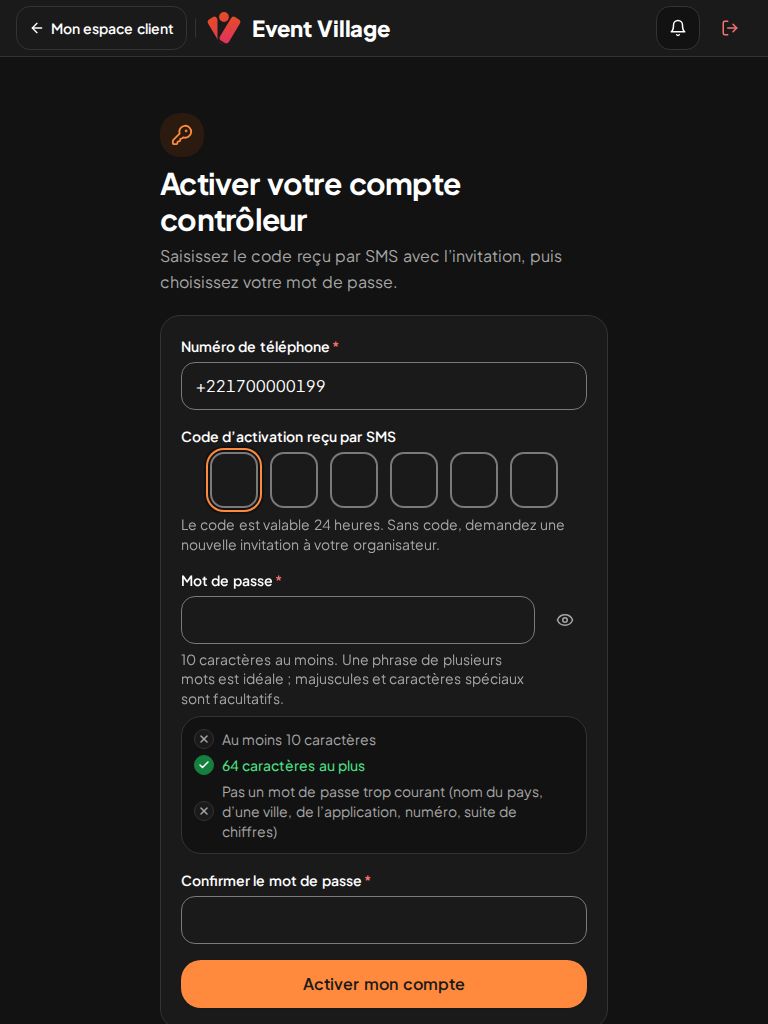 Mon espace client
Event Village
Activer votre compte
contrôleur
Saisissez le code reçu par SMS avec l’invitation, puis
choisissez votre mot de passe.
Numéro de téléphone *
+221700000199
Code d’activation reçu par SMS
Le code est valable 24 heures. Sans code, demandez une
nouvelle invitation à votre organisateur.
Mot de passe *
10 caractères au moins. Une phrase de plusieurs
mots est idéale ; majuscules et caractères spéciaux
sont facultatifs.
Au moins 10 caractères
64 caractères au plus
Pas un mot de passe trop courant (nom du pays,
d’une ville, de l’application, numéro, suite de
chiffres)
Confirmer le mot de passe *
Activer mon compte